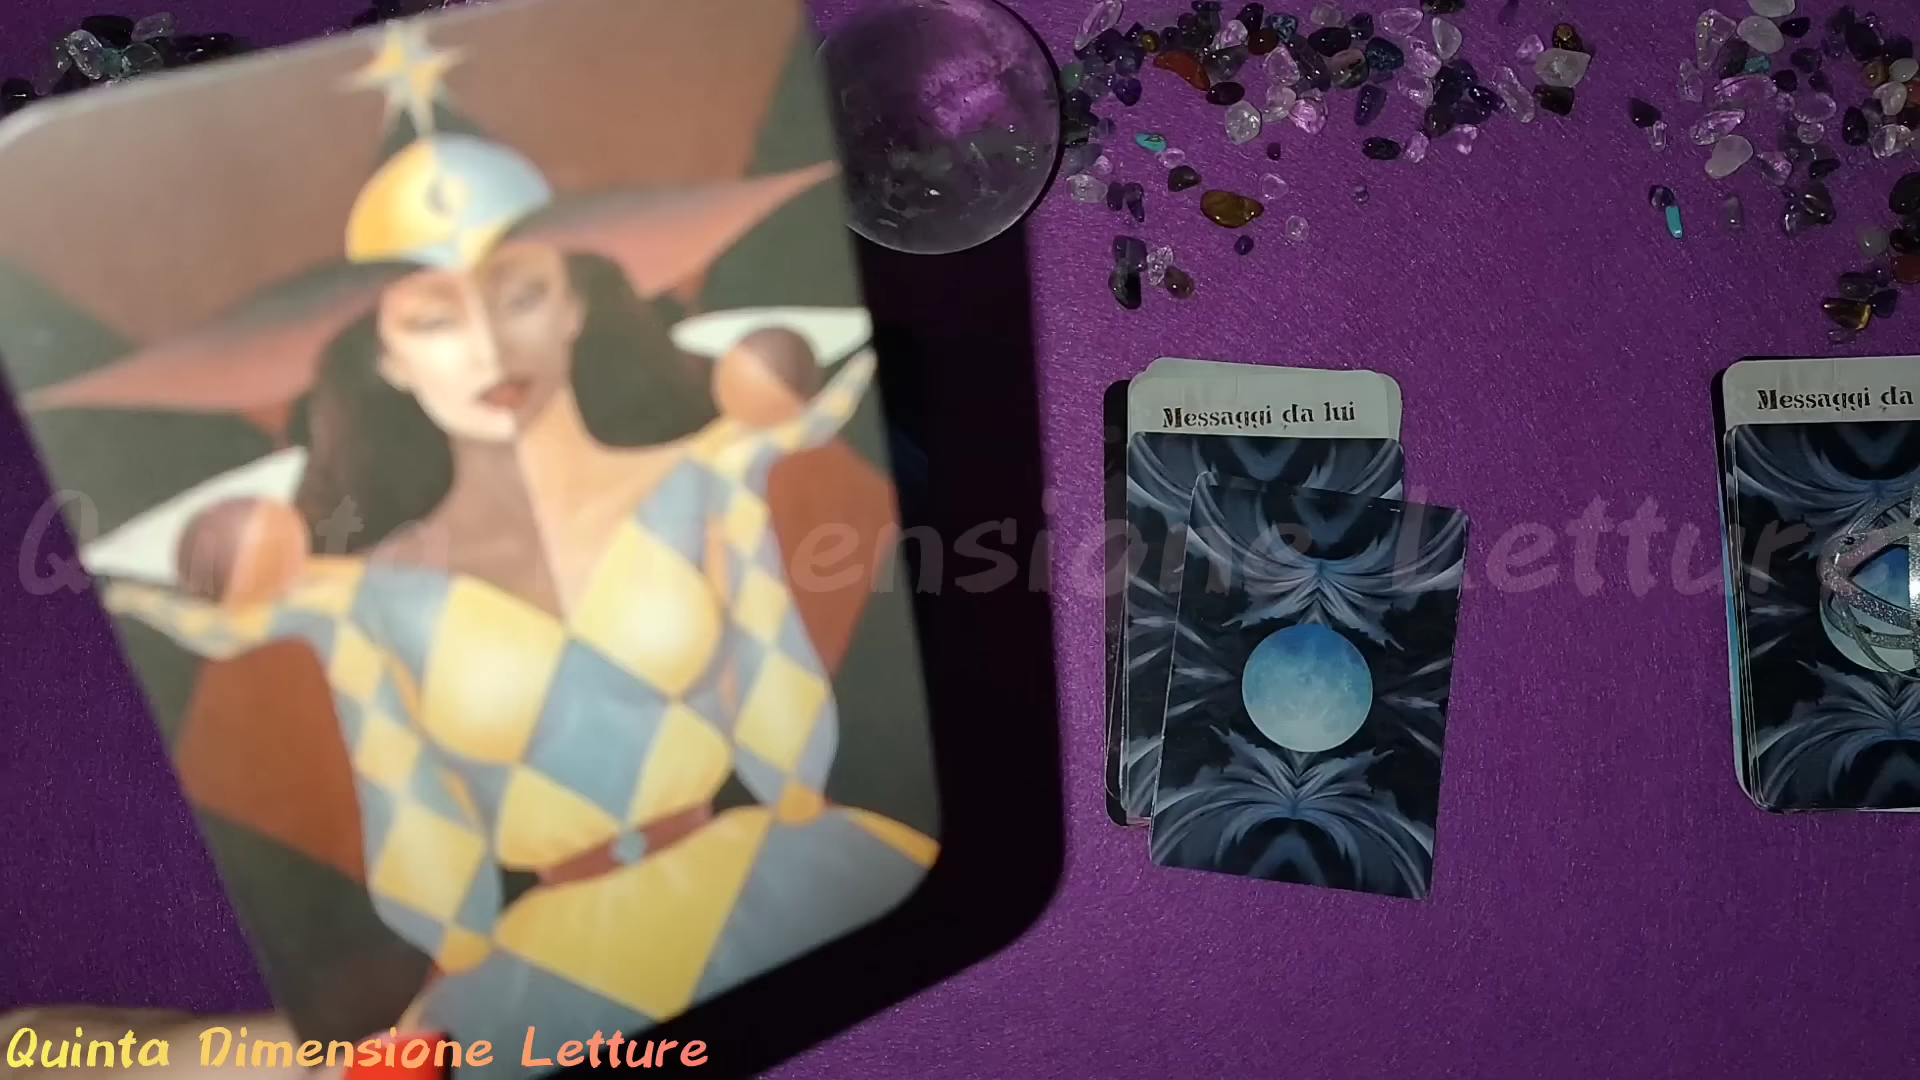 Messaggi da lui
Messaggi da
Quinta Dimensione Letture
Quinta Dimensione Letture